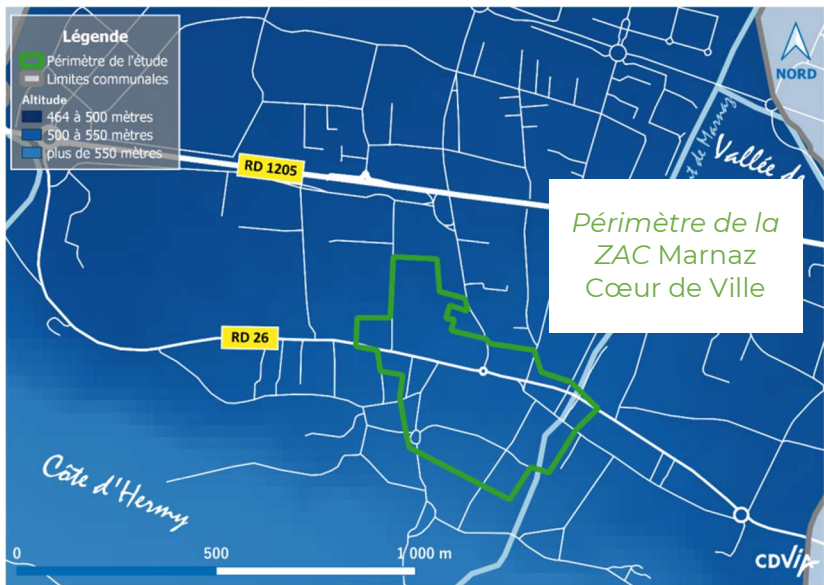 Légende
Périmètre de l'étude
Limites communales
Altitude
464 à 500 mètres
500 à 550 mètres
plus de 550 mètres
NORD
RD 1205
t de Marnaz
Vallée de
Périmètre de la
ZAC Marnaz
Cœur de Ville
RD 26
Côte d'Hermy
0 500 1 000 m
CDVIA